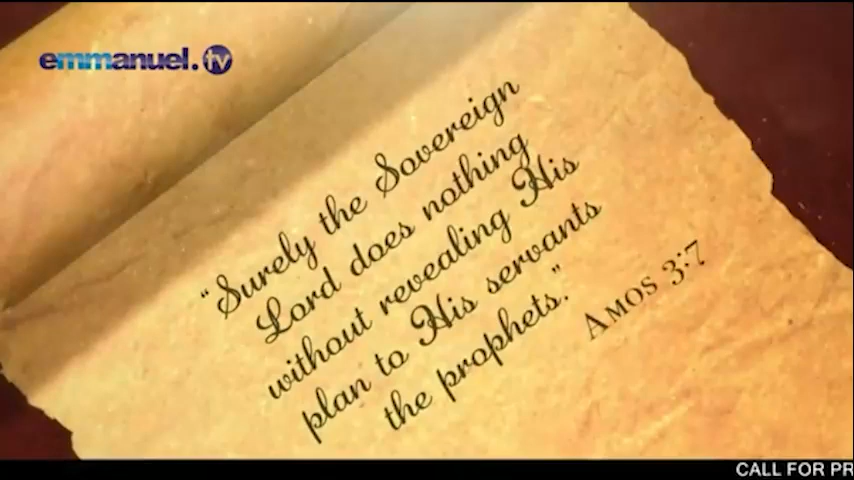 emmanuel.tv
"Surely the Sovereign
Lord does nothing
without revealing His
plan to His servants
the prophets."
Amos 3:7
CALL FOR PR